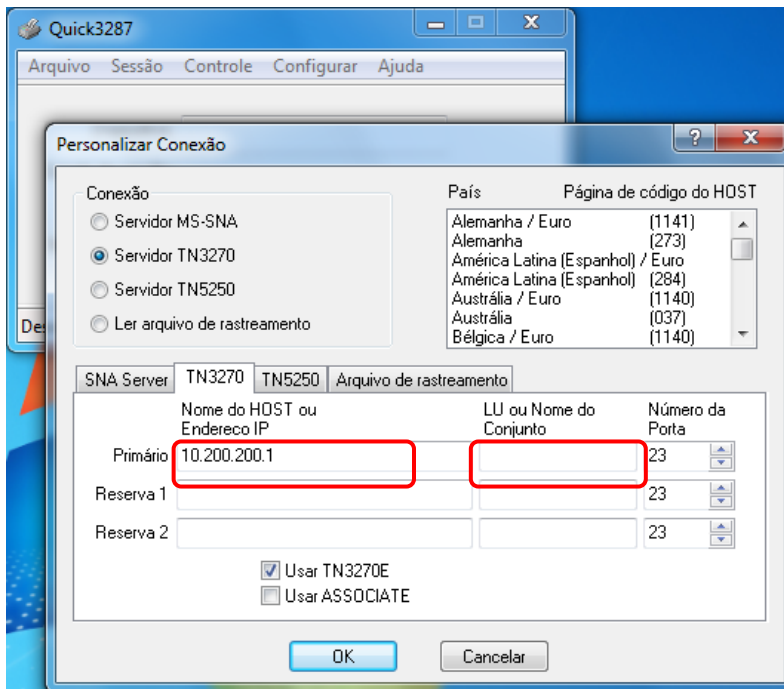 Quick3287
Arquivo Sessão Controle Configurar Ajuda
Personalizar Conexão
Conexão
Servidor MS-SNA
Servidor TN3270
Servidor TN5250
Ler arquivo de rastreamento
País Página de código do HOST
Alemanha / Euro (1141)
Alemanha (273)
América Latina (Espanhol) / Euro
América Latina (Espanhol) (284)
Austrália / Euro (1140)
Austrália (037)
Bélgica / Euro (1140)
SNA Server TN3270 TN5250 Arquivo de rastreamento
Nome do HOST ou
Endereco IP
LU ou Nome do
Conjunto
Número da
Porta
Primário 10.200.200.1 23
Reserva 1 23
Reserva 2 23
Usar TN3270E
Usar ASSOCIATE
OK Cancelar